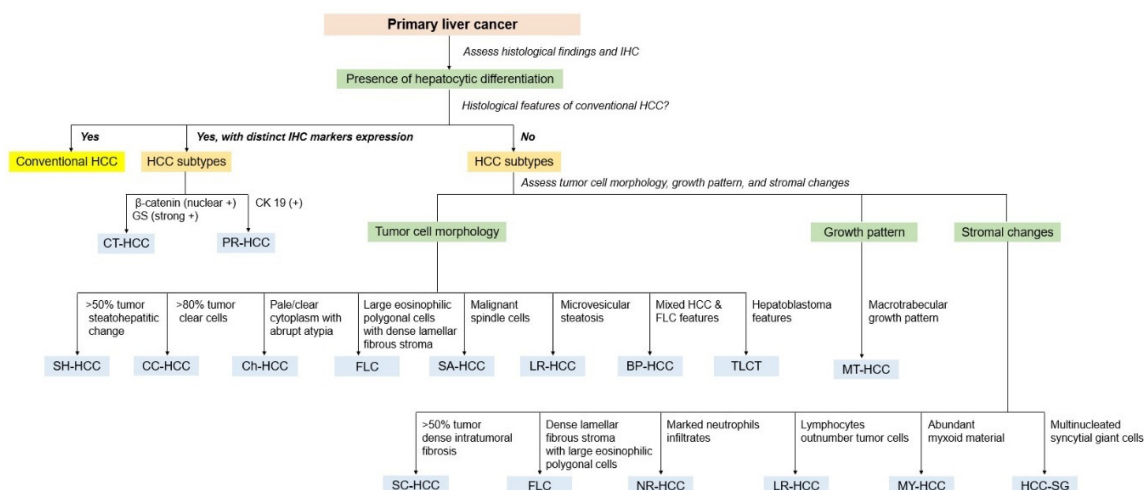 Primary liver cancer
Assess histological findings and IHC
Presence of hepatocytic differentiation
Histological features of conventional HCC?
Yes
Yes, with distinct IHC markers expression
No
Conventional HCC
HCC subtypes
HCC subtypes
Assess tumor cell morphology, growth pattern, and stromal changes
β-catenin (nuclear +)
GS (strong +)
CK 19 (+)
CT-HCC
PR-HCC
Tumor cell morphology
Growth pattern
Stromal changes
>50% tumor
steatohepatitic
change
>80% tumor
clear cells
Pale/clear
cytoplasm with
abrupt atypia
Large eosinophilic
polygonal cells
with dense lamellar
fibrous stroma
Malignant
spindle cells
Microvesicular
steatosis
Mixed HCC &
FLC features
Hepatoblastoma
features
Macrotrabecular
growth pattern
SH-HCC
CC-HCC
Ch-HCC
FLC
SA-HCC
LR-HCC
BP-HCC
TLCT
MT-HCC
>50% tumor
dense intratumoral
fibrosis
Dense lamellar
fibrous stroma
with large eosinophilic
polygonal cells
Marked neutrophils
infiltrates
Lymphocytes
outnumber tumor cells
Abundant
myxoid material
Multinucleated
syncytial giant cells
SC-HCC
FLC
NR-HCC
LR-HCC
MY-HCC
HCC-SG